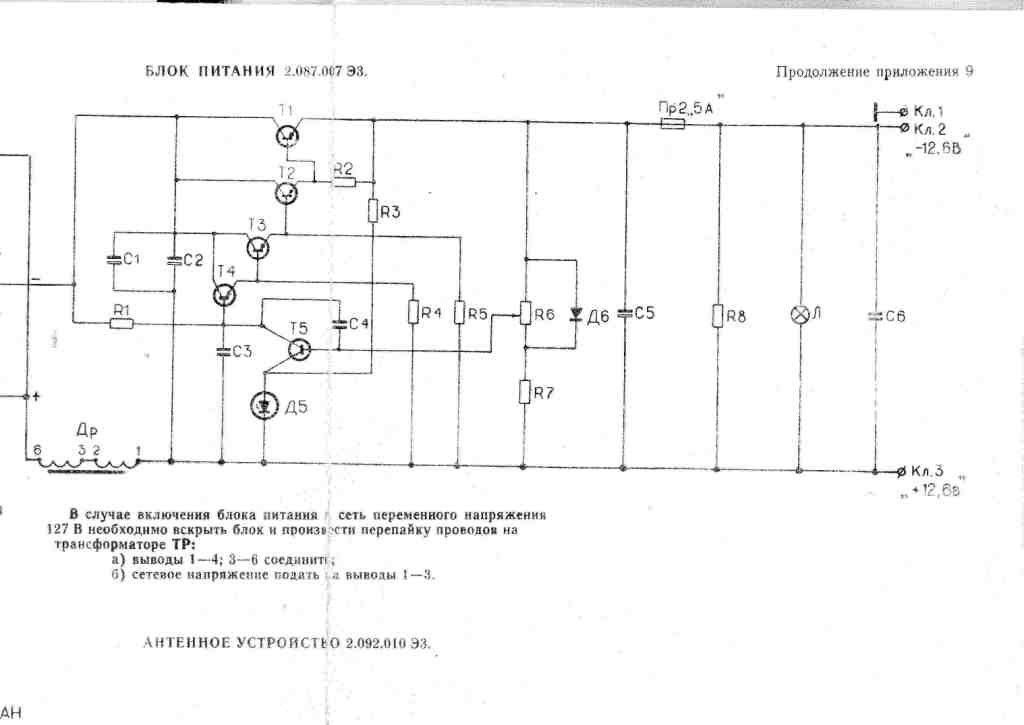 БЛОК ПИТАНИЯ 2.087.007 ЭЗ.
Продолжение приложения 9
Т1
Пр2„5А”
Кл.1
Кл.2
„-12,6В”
Т2
R2
R3
Т3
С1
С2
Т4
−
R1
Т5
С4
R4
R5
R6
Д6
С5
R8
Л
С6
С3
R7
Д5
+
Др
6
3
2
1
Кл.3
„+12,6в”
В случае включения блока питания сеть переменного напряжения
127 В необходимо вскрыть блок и произвести перепайку проводов на
трансформаторе ТР:
а) выводы 1—4; 3—6 соединить;
б) сетевое напряжение подать на выводы 1—3.
АНТЕННОЕ УСТРОЙСТВО 2.092.010 ЭЗ.
АН